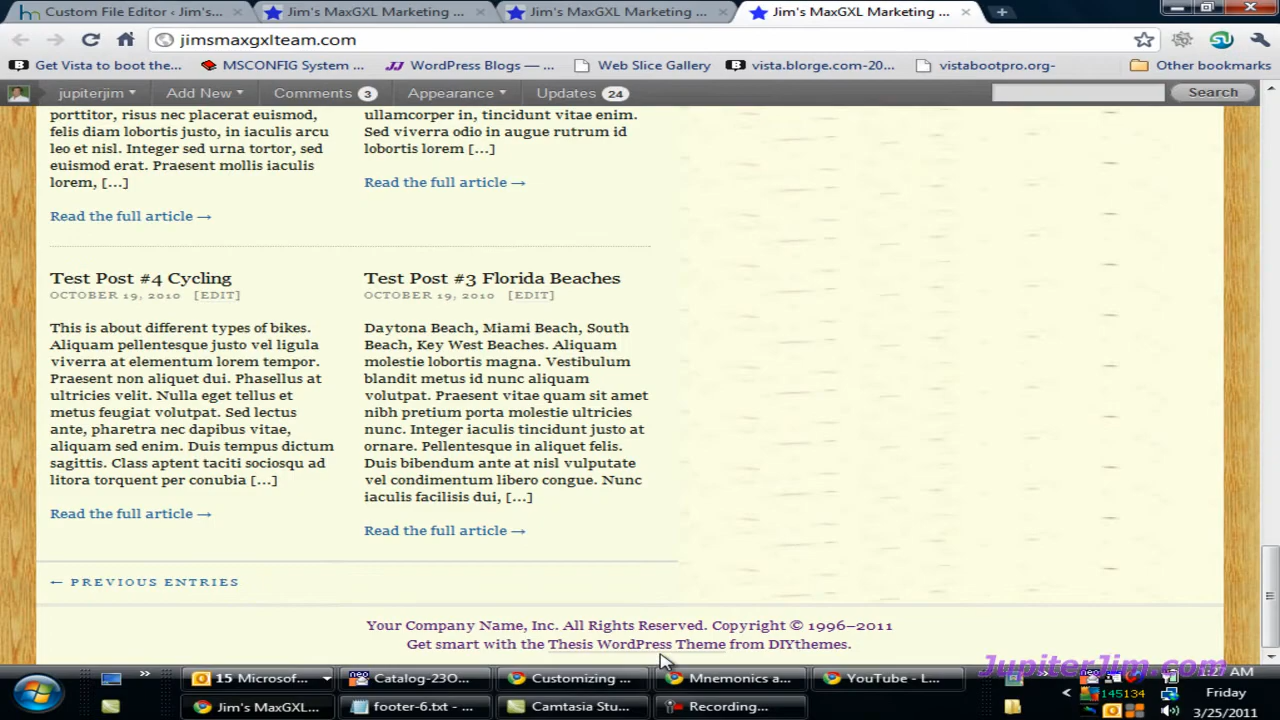 Custom File Editor ‹ Jim's...
Jim's MaxGXL Marketing ...
Jim's MaxGXL Marketing ...
Jim's MaxGXL Marketing ...
jimsmaxgxlteam.com
Get Vista to boot the...
MSCONFIG System ...
WordPress Blogs — ...
Web Slice Gallery
vista.blorge.com-20...
vistabootpro.org-
Other bookmarks
jupiterjim
Add New
Comments 3
Appearance
Updates 24
Search
porttitor, risus nec placerat euismod,
felis diam lobortis justo, in iaculis arcu
leo et nisl. Integer sed urna tortor, sed
euismod erat. Praesent mollis iaculis
lorem, […]
Read the full article →
ullamcorper in, tincidunt vitae enim.
Sed viverra odio in augue rutrum id
lobortis lorem […]
Read the full article →
Test Post #4 Cycling
OCTOBER 19, 2010 [EDIT]
This is about different types of bikes.
Aliquam pellentesque justo vel ligula
viverra at elementum lorem tempor.
Praesent non aliquet dui. Phasellus at
ultricies velit. Nulla eget tellus et
metus feugiat volutpat. Sed lectus
ante, pharetra nec dapibus vitae,
aliquam sed enim. Duis tempus dictum
sagittis. Class aptent taciti sociosqu ad
litora torquent per conubia […]
Read the full article →
Test Post #3 Florida Beaches
OCTOBER 19, 2010 [EDIT]
Daytona Beach, Miami Beach, South
Beach, Key West Beaches. Aliquam
molestie lobortis magna. Vestibulum
blandit metus id nunc aliquam
volutpat. Praesent vitae quam sit amet
nibh pretium porta molestie ultricies
nunc. Integer iaculis tincidunt justo at
ornare. Pellentesque in aliquet felis.
Duis bibendum ante at nisl vulputate
vel condimentum libero congue. Nunc
iaculis facilisis dui, […]
Read the full article →
← PREVIOUS ENTRIES
Your Company Name, Inc. All Rights Reserved. Copyright © 1996–2011
Get smart with the Thesis WordPress Theme from DIYthemes.
JupiterJim.com
15 Microsof...
Catalog-23O...
Customizing ...
Mnemonics a...
YouTube - L...
1:27 AM
Jim's MaxGXL...
footer-6.txt - ...
Camtasia Stu...
Recording...
145134
Friday
3/25/2011